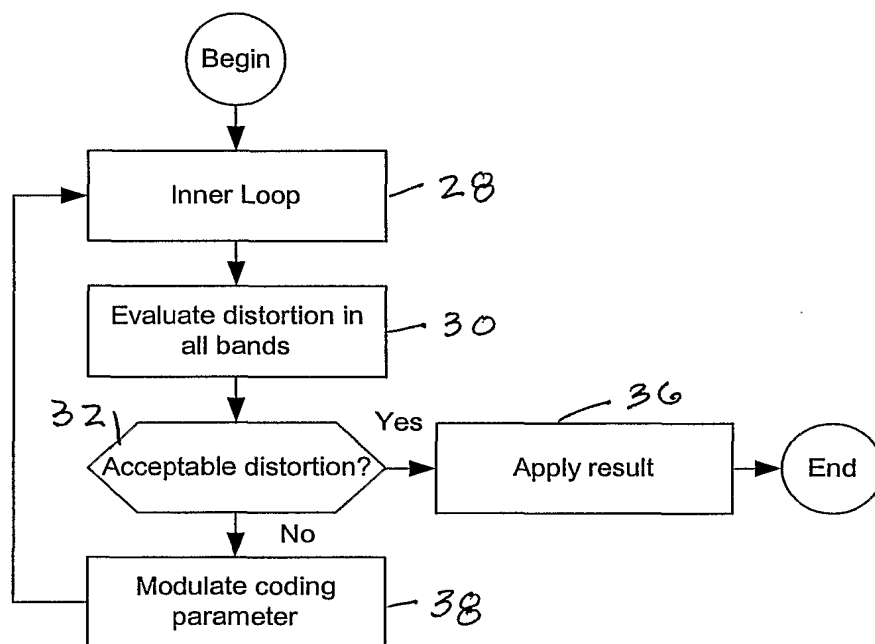 Begin
Inner Loop
28
Evaluate distortion in
all bands
30
32
Acceptable distortion?
Yes
36
Apply result
End
No
Modulate coding
parameter
38